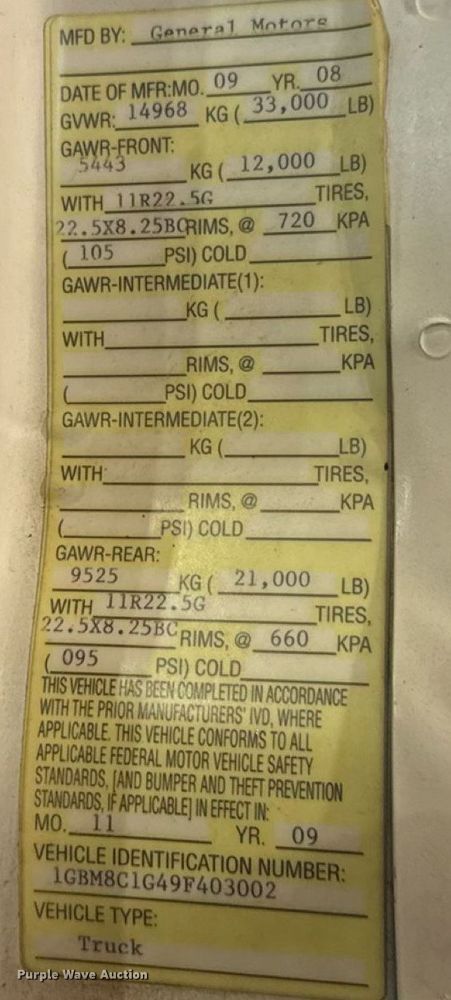 MFD BY: General Motors
DATE OF MFR:MO. 09 YR. 08
GVWR: 14968 KG ( 33,000 LB)
GAWR-FRONT:
5443 KG ( 12,000 LB)
WITH 11R22.5G TIRES,
22.5X8.25BC RIMS, @ 720 KPA
( 105 PSI) COLD
GAWR-INTERMEDIATE(1):
KG ( LB)
WITH TIRES,
RIMS, @ KPA
( PSI) COLD
GAWR-INTERMEDIATE(2):
KG ( LB)
WITH TIRES,
RIMS, @ KPA
( PSI) COLD
GAWR-REAR:
9525 KG ( 21,000 LB)
WITH 11R22.5G TIRES,
22.5X8.25BC RIMS, @ 660 KPA
( 095 PSI) COLD
THIS VEHICLE HAS BEEN COMPLETED IN ACCORDANCE
WITH THE PRIOR MANUFACTURERS' IVD, WHERE
APPLICABLE. THIS VEHICLE CONFORMS TO ALL
APPLICABLE FEDERAL MOTOR VEHICLE SAFETY
STANDARDS, [AND BUMPER AND THEFT PREVENTION
STANDARDS, IF APPLICABLE] IN EFFECT IN:
MO. 11 YR. 09
VEHICLE IDENTIFICATION NUMBER:
1GBM8C1G49F403002
VEHICLE TYPE:
Truck
Purple Wave Auction